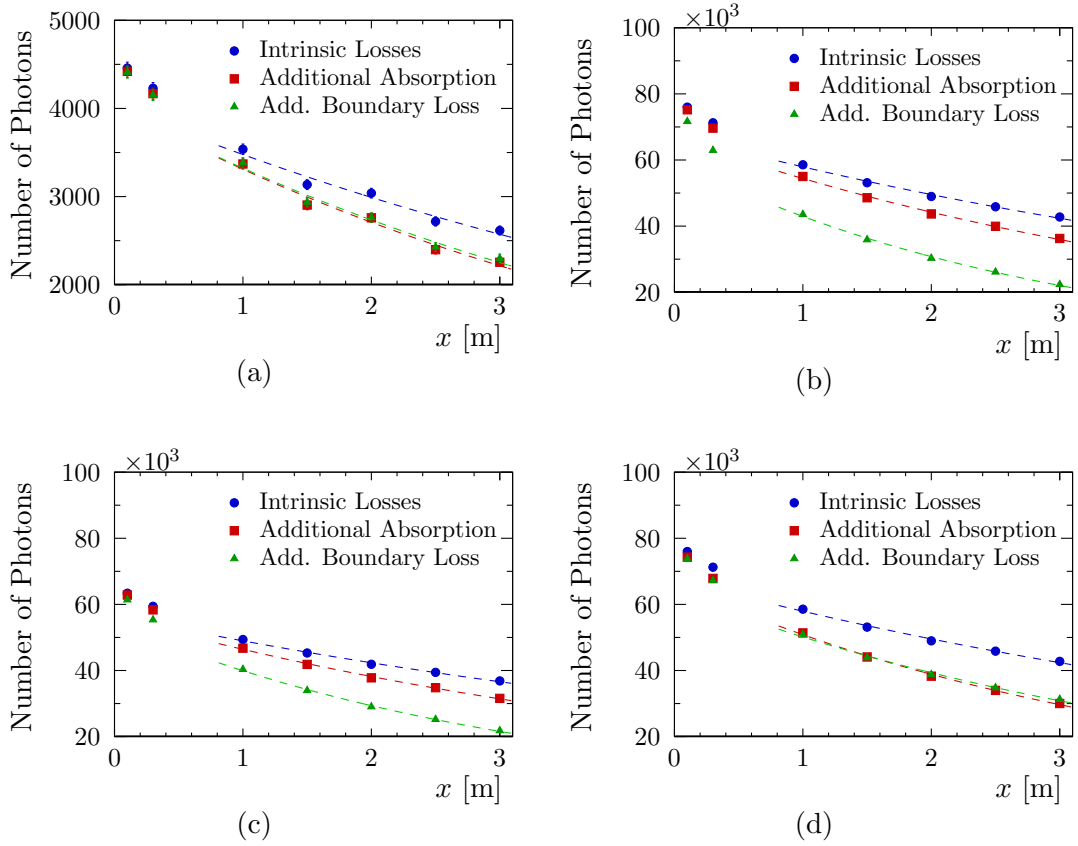 Number of Photons
5000
4000
3000
2000
Intrinsic Losses
Additional Absorption
Add. Boundary Loss
0 1 2 3
x [m]
(a)
Number of Photons
×10³
100
80
60
40
20
Intrinsic Losses
Additional Absorption
Add. Boundary Loss
0 1 2 3
x [m]
(b)
Number of Photons
×10³
100
80
60
40
20
Intrinsic Losses
Additional Absorption
Add. Boundary Loss
0 1 2 3
x [m]
(c)
Number of Photons
×10³
100
80
60
40
20
Intrinsic Losses
Additional Absorption
Add. Boundary Loss
0 1 2 3
x [m]
(d)